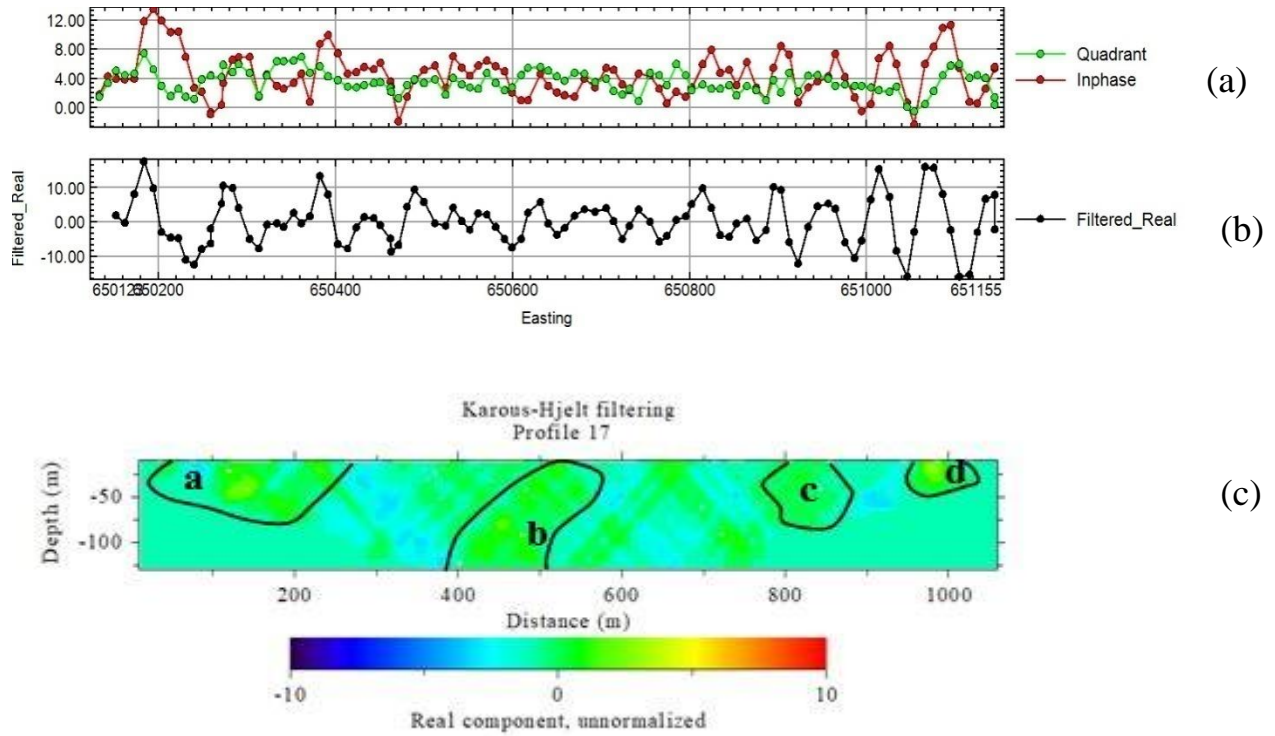 12.00
8.00
4.00
0.00
Quadrant
Inphase
(a)
Filtered_Real
10.00
0.00
-10.00
Filtered_Real
(b)
650200 650400 650600 650800 651000 651155
Easting
Karous-Hjelt filtering
Profile 17
Depth (m)
-50
-100
a b c d
(c)
200 400 600 800 1000
Distance (m)
-10 0 10
Real component, unnormalized